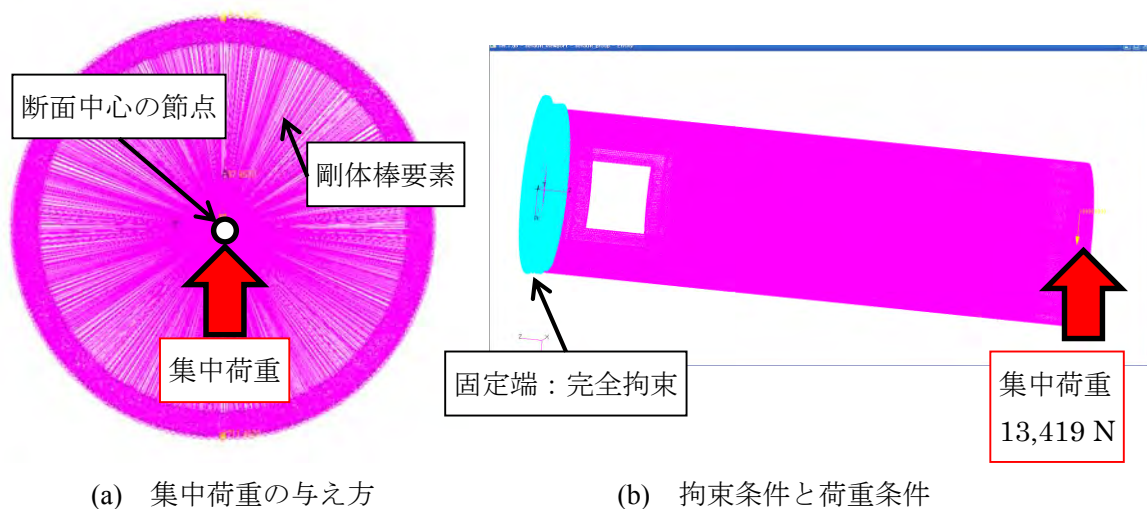 断面中心の節点
剛体棒要素
集中荷重
固定端：完全拘束
集中荷重
13,419 N
(a) 集中荷重の与え方
(b) 拘束条件と荷重条件